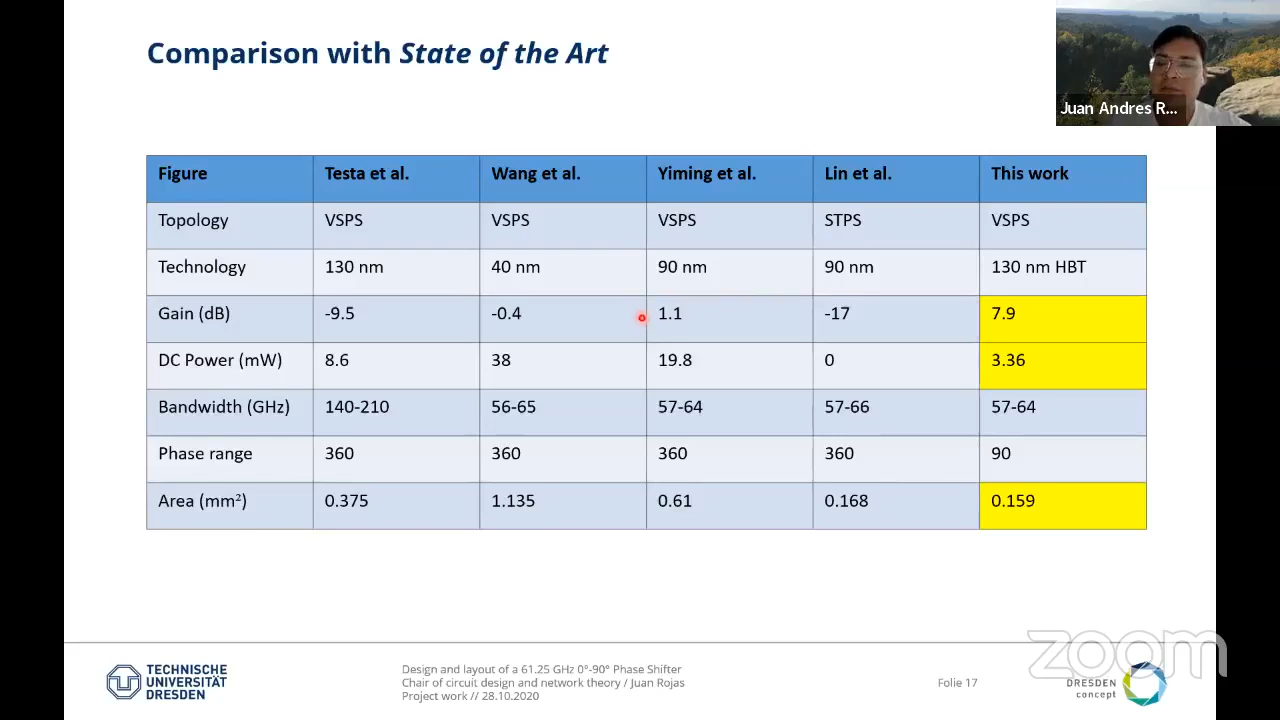 Comparison with State of the Art
Juan Andres R...
Figure Testa et al. Wang et al. Yiming et al. Lin et al. This work
Topology VSPS VSPS VSPS STPS VSPS
Technology 130 nm 40 nm 90 nm 90 nm 130 nm HBT
Gain (dB) -9.5 -0.4 1.1 -17 7.9
DC Power (mW) 8.6 38 19.8 0 3.36
Bandwidth (GHz) 140-210 56-65 57-64 57-66 57-64
Phase range 360 360 360 360 90
Area (mm²) 0.375 1.135 0.61 0.168 0.159
zoom
TECHNISCHE
UNIVERSITÄT
DRESDEN
Design and layout of a 61.25 GHz 0°-90° Phase Shifter
Chair of circuit design and network theory / Juan Rojas
Project work // 28.10.2020
Folie 17
DRESDEN
concept